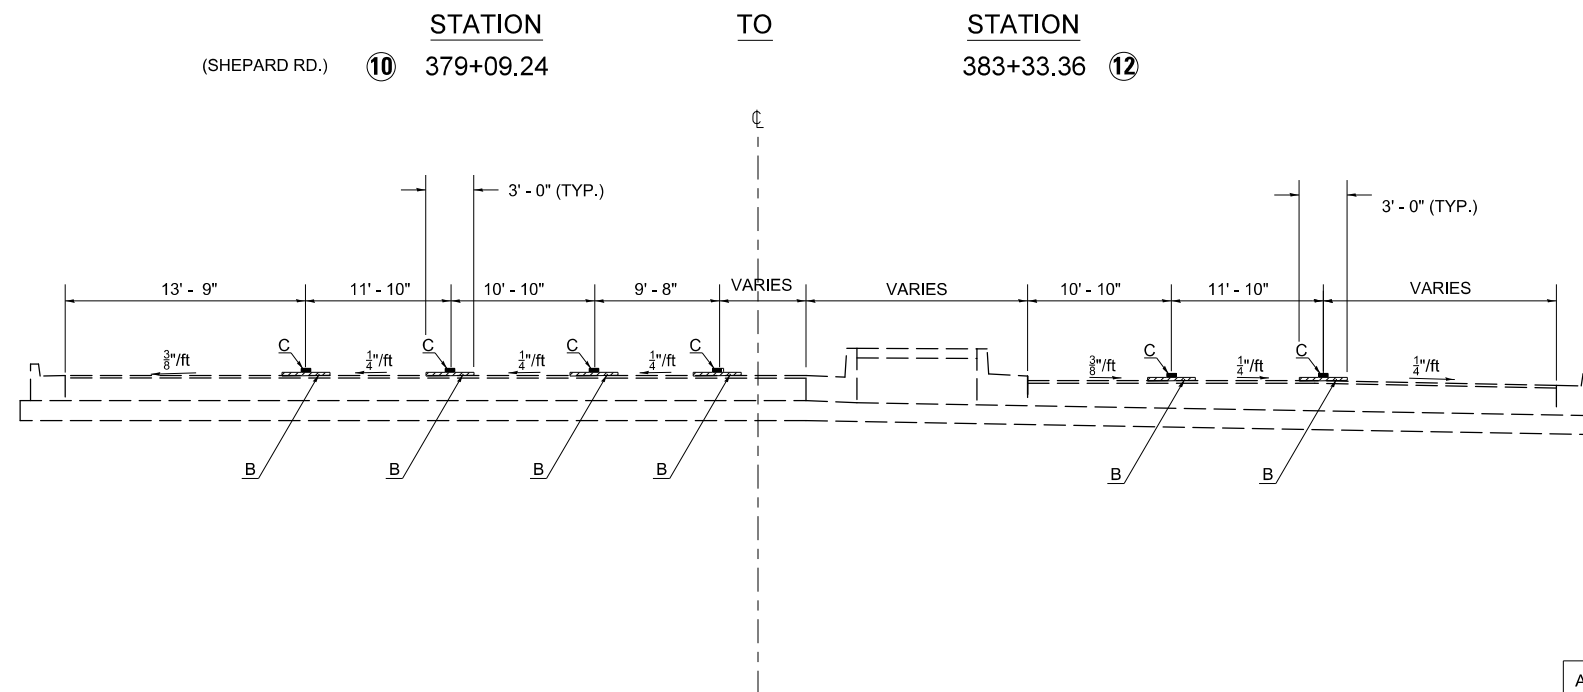 STATION TO STATION
(SHEPARD RD.) 10 379+09.24 383+33.36 12
℄
3' - 0" (TYP.) 3' - 0" (TYP.)
13' - 9" 11' - 10" 10' - 10" 9' - 8" VARIES VARIES 10' - 10" 11' - 10" VARIES
C C C C C C
3/8"/ft 1/4"/ft 1/4"/ft 1/4"/ft 3/8"/ft 1/4"/ft 1/4"/ft
B B B B B B
A